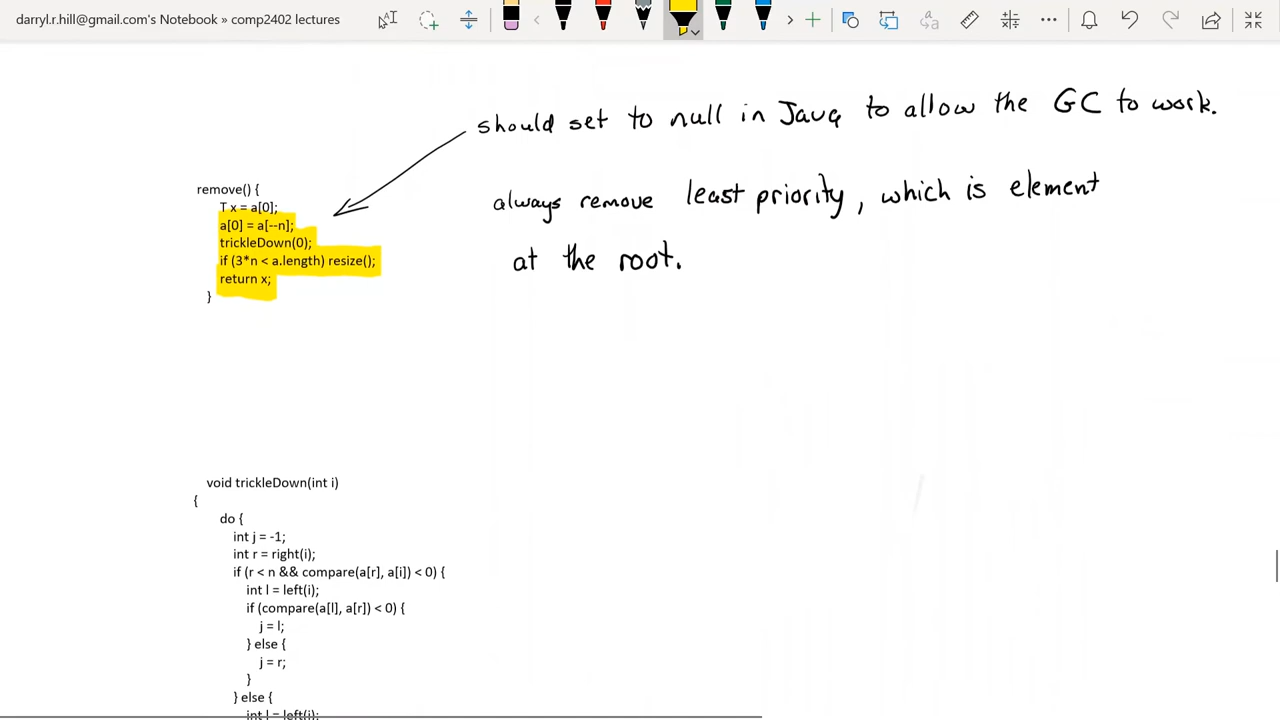 darryl.r.hill@gmail.com's Notebook » comp2402 lectures
should set to null in Java to allow the GC to work.
remove() {
T x = a[0];
a[0] = a[--n];
trickleDown(0);
if (3*n < a.length) resize();
return x;
}
always remove least priority, which is element
at the root.
void trickleDown(int i)
{
do {
int j = -1;
int r = right(i);
if (r < n && compare(a[r], a[i]) < 0) {
int l = left(i);
if (compare(a[l], a[r]) < 0) {
j = l;
} else {
j = r;
}
} else {
int l = left(i);